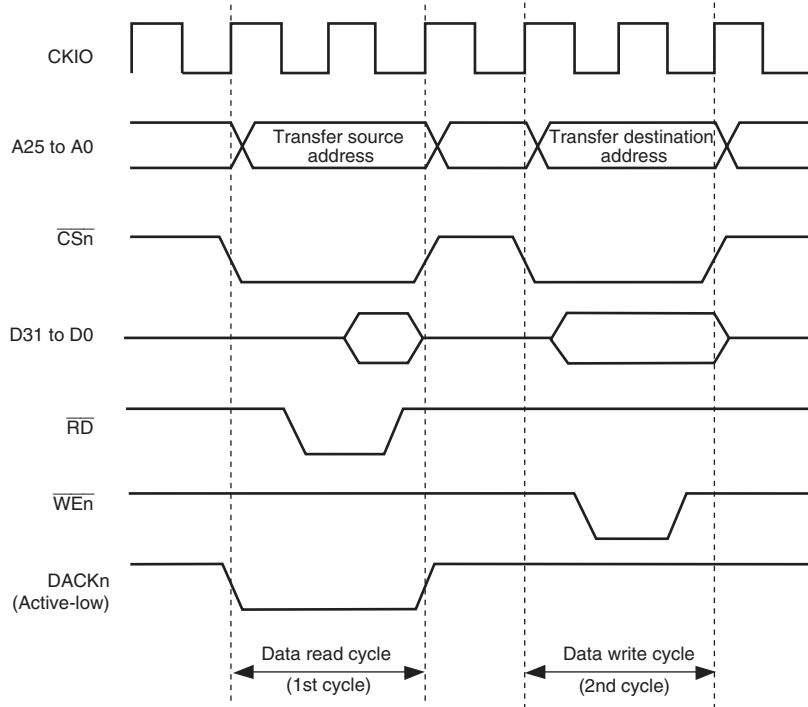 CKIO
A25 to A0
Transfer source
address
Transfer destination
address
CSn
D31 to D0
RD
WEn
DACKn
(Active-low)
Data read cycle
(1st cycle)
Data write cycle
(2nd cycle)